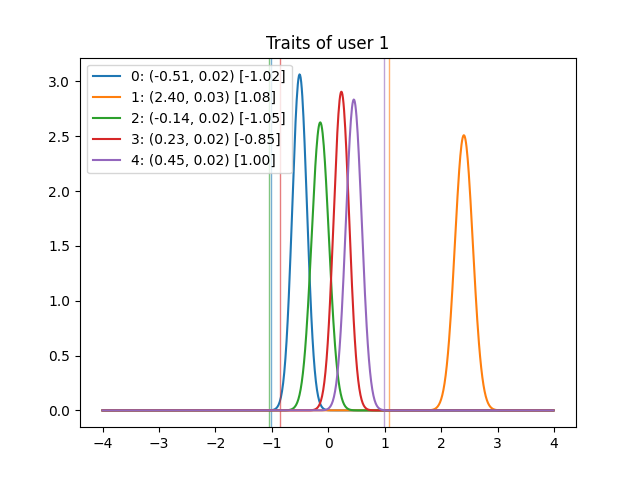 Traits of user 1
0: (-0.51, 0.02) [-1.02]
1: (2.40, 0.03) [1.08]
2: (-0.14, 0.02) [-1.05]
3: (0.23, 0.02) [-0.85]
4: (0.45, 0.02) [1.00]
3.0
2.5
2.0
1.5
1.0
0.5
0.0
−4 −3 −2 −1 0 1 2 3 4